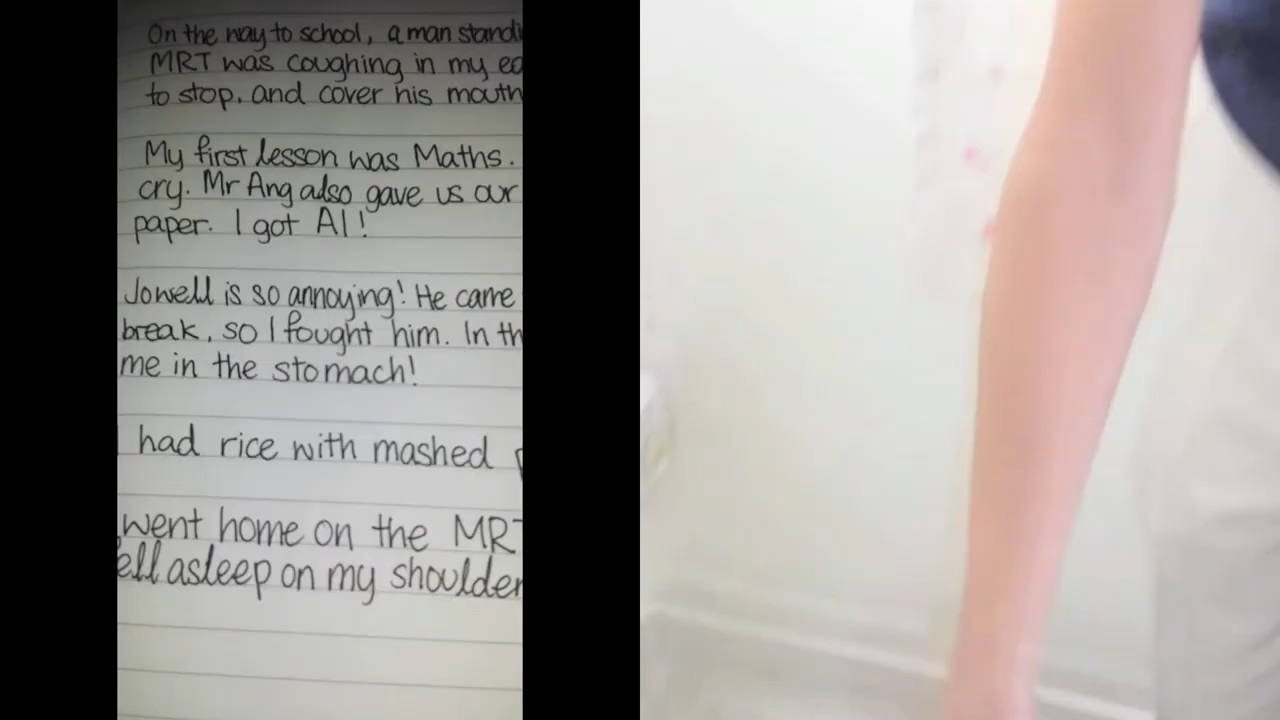 On the way to school, a man standi
MRT was coughing in my ea
to stop. and cover his mouth
My first lesson was Maths.
cry. Mr Ang also gave us our
paper. I got A1!
Jowell is so annoying! He came
break, so I fought him. In th
me in the stomach!
had rice with mashed
went home on the MRT
ell asleep on my shoulder